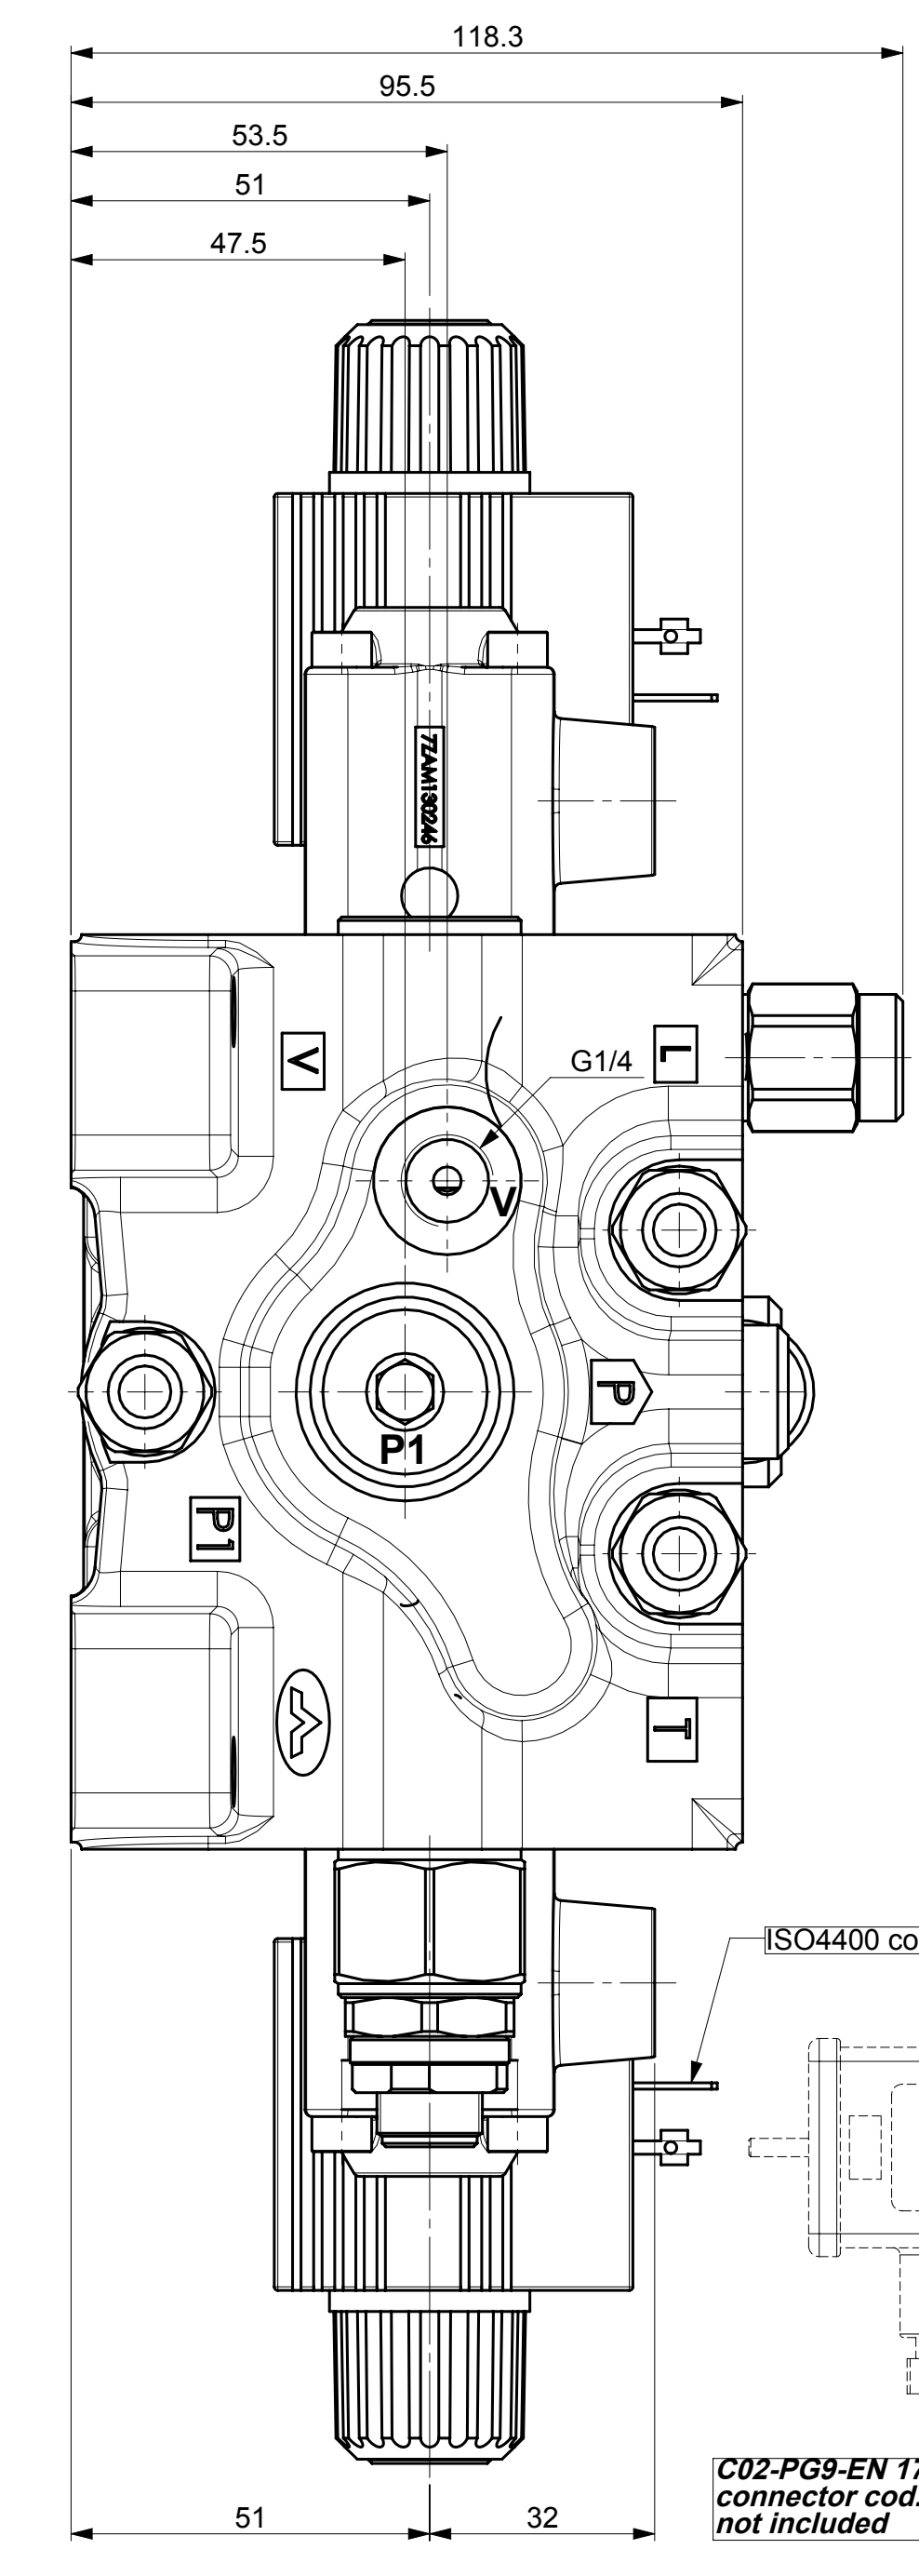 118.3
95.5
53.5
51
47.5
7ZAM130246
V
L
G1/4
V
P
P1
P1
T
ISO4400 co
C02-PG9-EN 17
connector cod.
not included
51
32